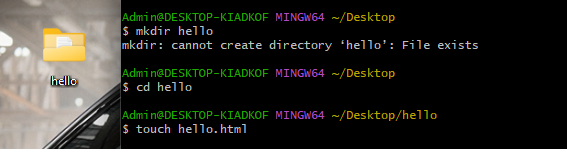 hello
Admin@DESKTOP-KIADKOF MINGW64 ~/Desktop
$ mkdir hello
mkdir: cannot create directory ‘hello’: File exists
Admin@DESKTOP-KIADKOF MINGW64 ~/Desktop
$ cd hello
Admin@DESKTOP-KIADKOF MINGW64 ~/Desktop/hello
$ touch hello.html